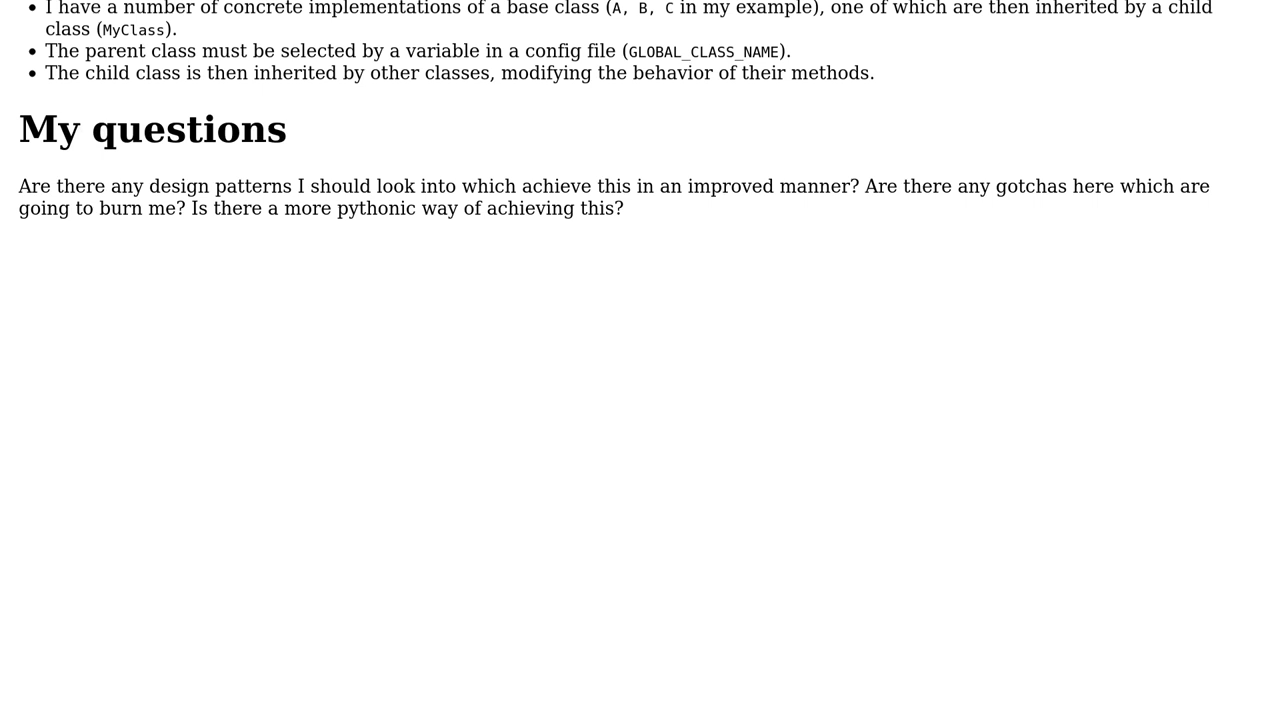 • I have a number of concrete implementations of a base class (A, B, C in my example), one of which are then inherited by a child
class (MyClass).
• The parent class must be selected by a variable in a config file (GLOBAL_CLASS_NAME).
• The child class is then inherited by other classes, modifying the behavior of their methods.
My questions
Are there any design patterns I should look into which achieve this in an improved manner? Are there any gotchas here which are
going to burn me? Is there a more pythonic way of achieving this?